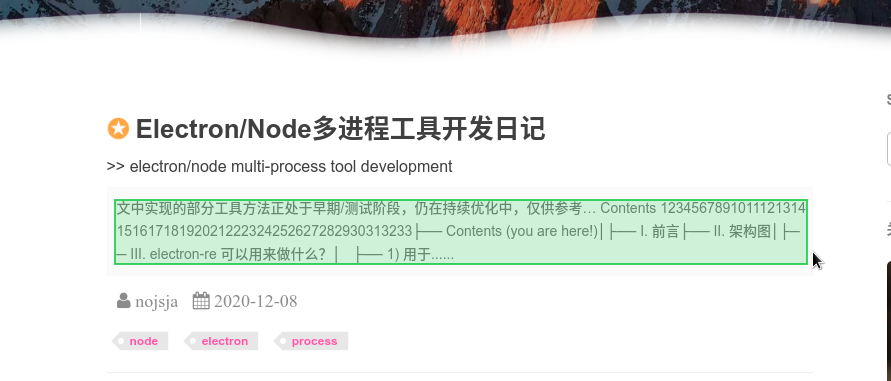 Electron/Node多进程工具开发日记
>> electron/node multi-process tool development
文中实现的部分工具方法正处于早期/测试阶段，仍在持续优化中，仅供参考... Contents 1234567891011121314
15161718192021222324252627282930313233├── Contents (you are here!)│├── I. 前言├── II. 架构图│├─
─ III. electron-re 可以用来做什么？│ ├── 1) 用于......
nojsja 2020-12-08
node electron process